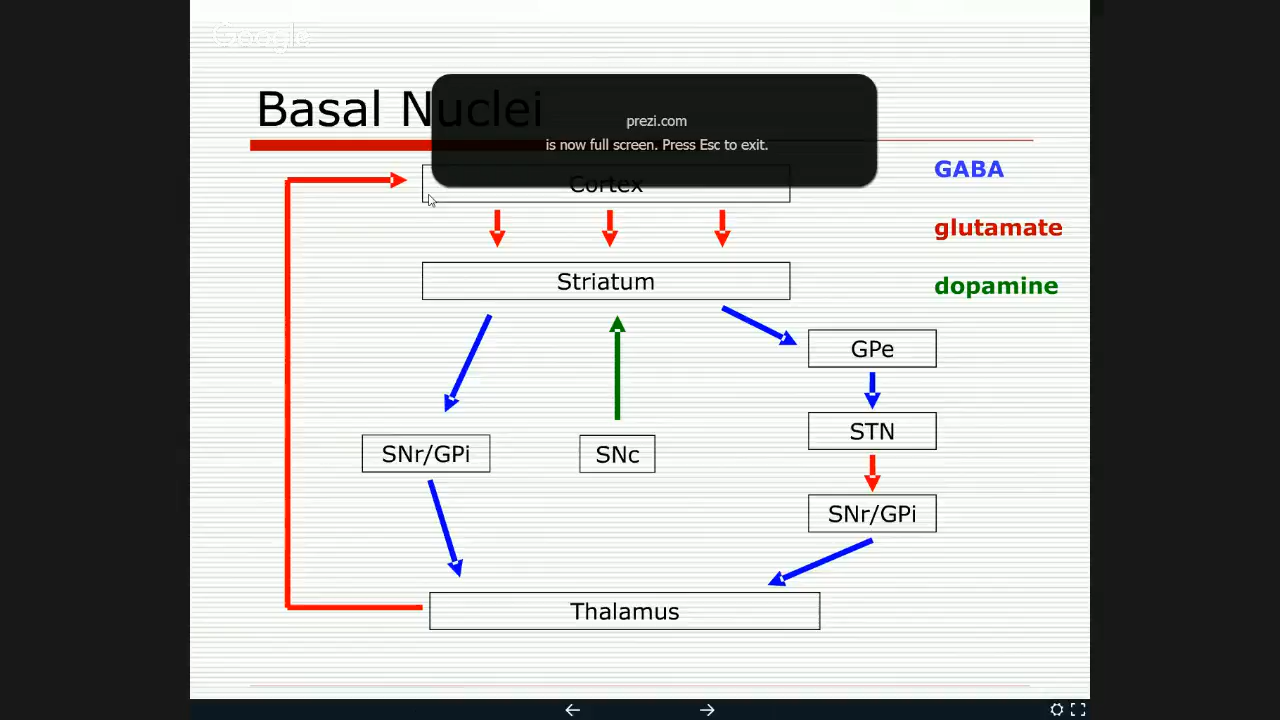 Google
Basal Nuclei
prezi.com
is now full screen. Press Esc to exit.
GABA
Cortex
glutamate
Striatum
dopamine
GPe
STN
SNr/GPi
SNc
SNr/GPi
Thalamus